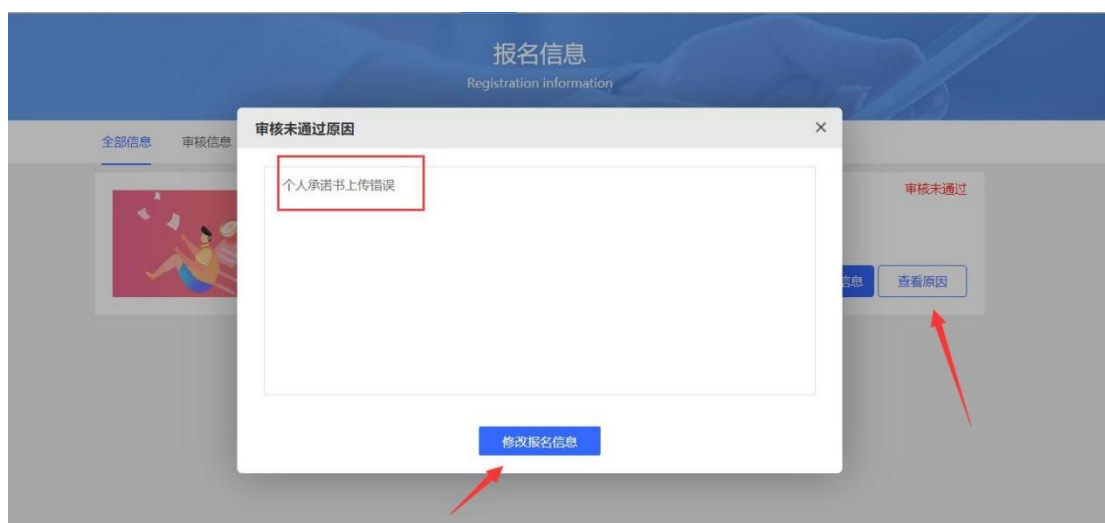 报名信息
Registration information
审核未通过原因
全部信息 审核信息
个人承诺书上传错误
审核未通过
信息 查看原因
修改报名信息